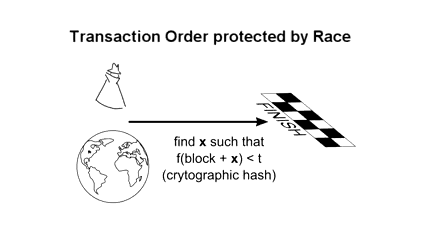 Transaction Order protected by Race
FINISH
find x such that
f(block + x) < t
(crytographic hash)